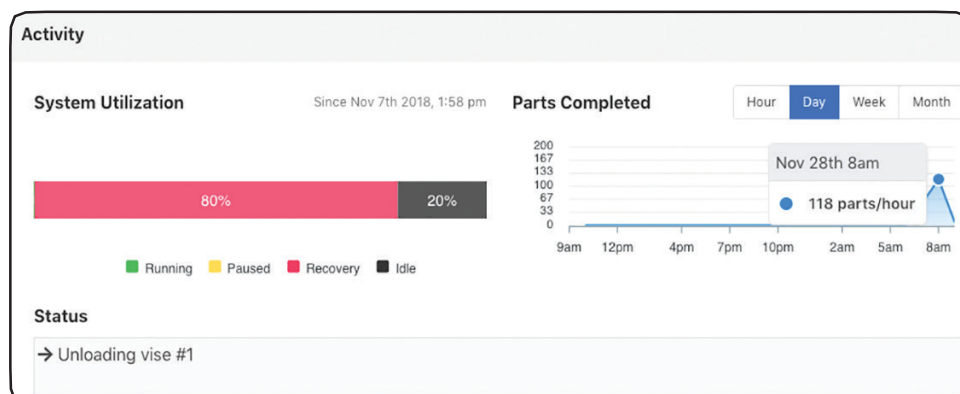 Activity
System Utilization
Since Nov 7th 2018, 1:58 pm
80%
20%
Running Paused Recovery Idle
Parts Completed
Hour Day Week Month
200
167
133
100
67
33
0
Nov 28th 8am
118 parts/hour
9am 12pm 4pm 7pm 10pm 2am 5am 8am
Status
→ Unloading vise #1